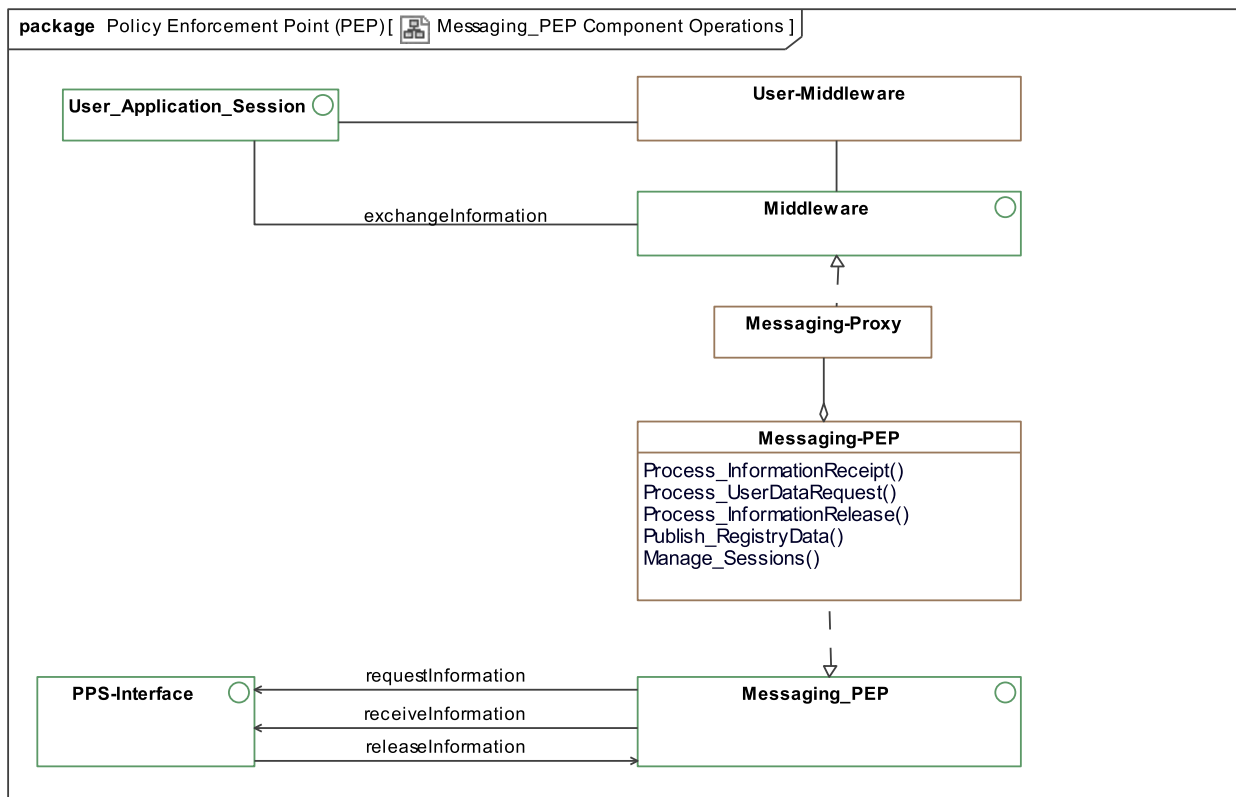 package Policy Enforcement Point (PEP) [ Messaging_PEP Component Operations ]
User_Application_Session
User-Middleware
Middleware
exchangeInformation
Messaging-Proxy
Messaging-PEP
Process_InformationReceipt()
Process_UserDataRequest()
Process_InformationRelease()
Publish_RegistryData()
Manage_Sessions()
requestInformation
PPS-Interface
Messaging_PEP
receiveInformation
releaseInformation